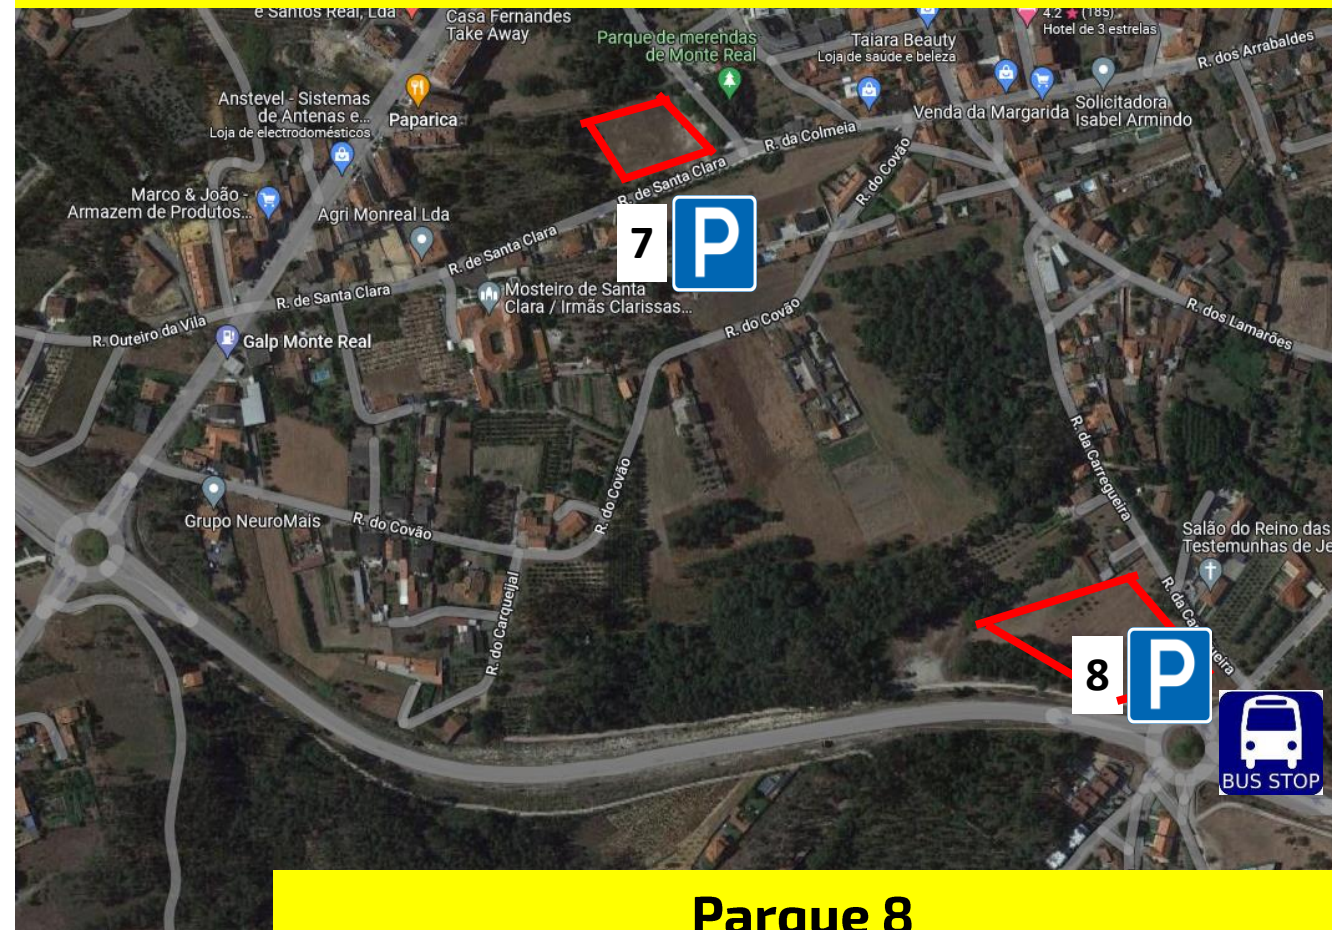 e Santos Real, Lda
Casa Fernandes
Take Away
Parque de merendas
de Monte Real
Taiara Beauty
Loja de saúde e beleza
4.2 ★ (185)
Hotel de 3 estrelas
R. dos Arrabaldes
Anstevel - Sistemas
de Antenas e...
Loja de electrodomésticos
Paparica
Venda da Margarida
Solicitadora
Isabel Armindo
R. da Colmeia
R. de Santa Clara
R. do Covão
Marco & João -
Armazem de Produtos...
Agri Monreal Lda
7
P
R. de Santa Clara
R. de Santa Clara
Mosteiro de Santa
Clara / Irmãs Clarissas...
R. do Covão
R. dos Lamarões
R. Outeiro da Vila
Galp Monte Real
R. da Carregueira
R. do Covão
Grupo NeuroMais
R. do Covão
Salão do Reino das
Testemunhas de Je
R. do Carqueijal
R. da Ca
ueira
8
P
BUS STOP
Parque 8